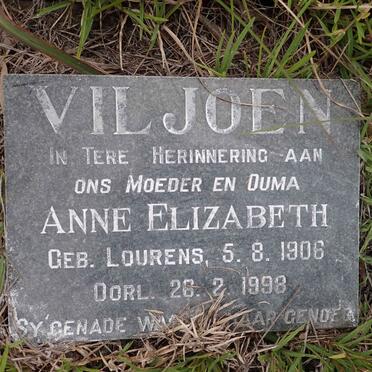 VILJOEN
IN TERE HERINNERING AAN
ONS MOEDER EN OUMA
ANNE ELIZABETH
GEB. LOURENS, 5. 8. 1906
OORL. 26. 2. 1998
SY GENADE